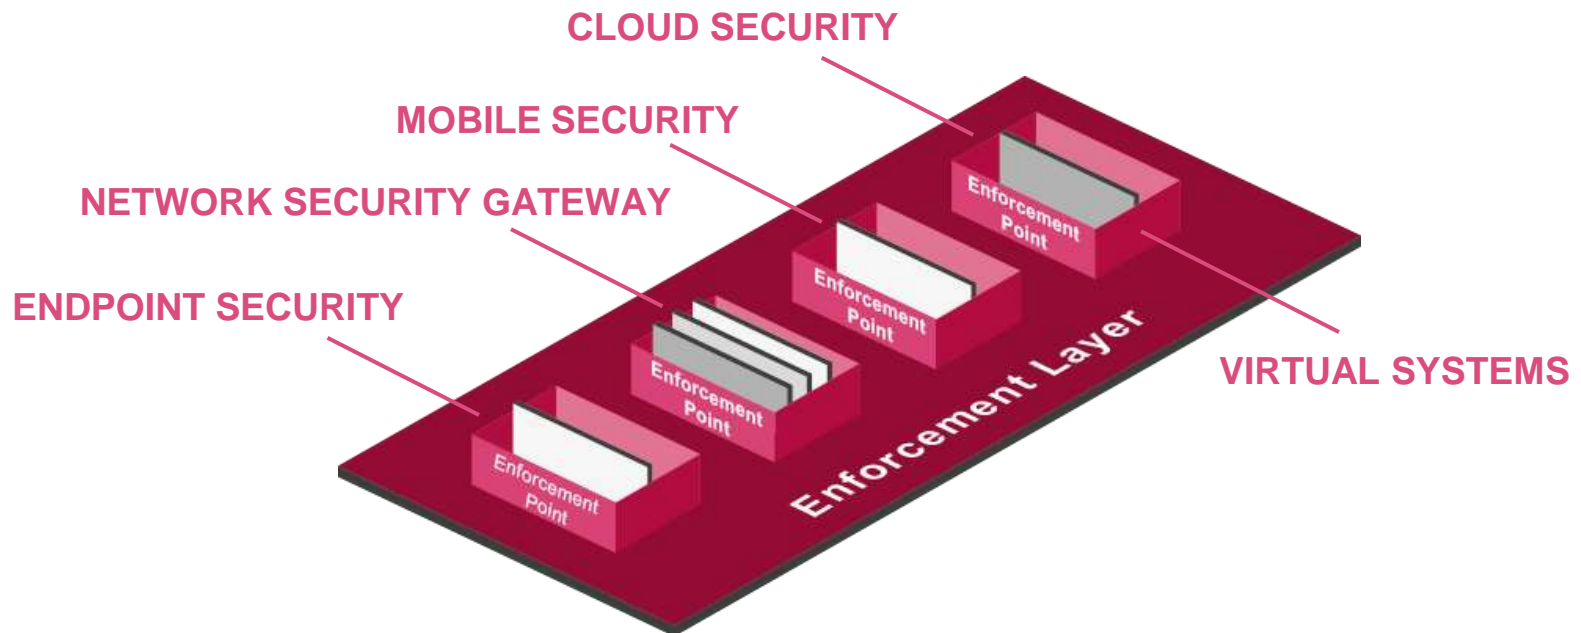 CLOUD SECURITY
MOBILE SECURITY
NETWORK SECURITY GATEWAY
ENDPOINT SECURITY
VIRTUAL SYSTEMS
Enforcement
Point
Enforcement
Point
Enforcement
Point
Enforcement
Point
Enforcement Layer